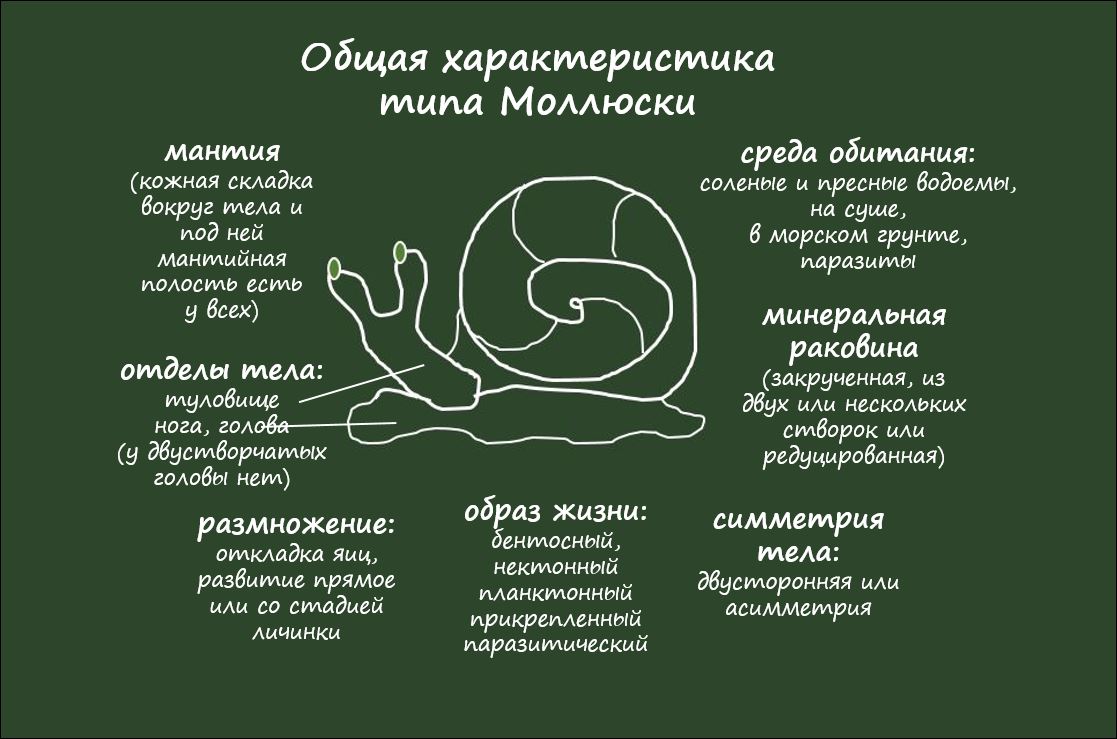 Общая характеристика
типа Моллюски
мантия
(кожная складка
вокруг тела и
под ней
мантийная
полость есть
у всех)
отделы тела:
туловище
нога, голова
(у двустворчатых
головы нет)
размножение:
откладка яиц,
развитие прямое
или со стадией
личинки
образ жизни:
бентосный,
нектонный
планктонный
прикрепленный
паразитический
среда обитания:
соленые и пресные водоемы,
на суше,
в морском грунте,
паразиты
минеральная
раковина
(закрученная, из
двух или нескольких
створок или
редуцированная)
симметрия
тела:
двусторонняя или
асимметрия